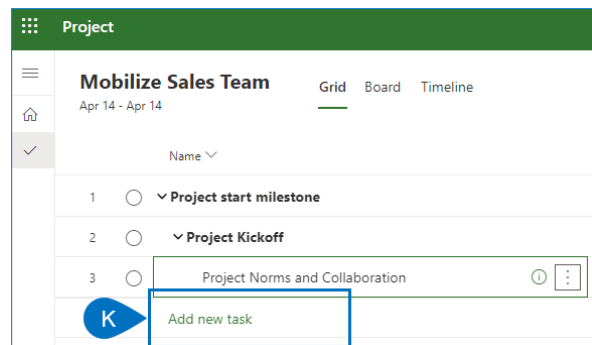 Project
Mobilize Sales Team
Grid Board Timeline
Apr 14 - Apr 14
Name
1 Project start milestone
2 Project Kickoff
3 Project Norms and Collaboration
K
Add new task